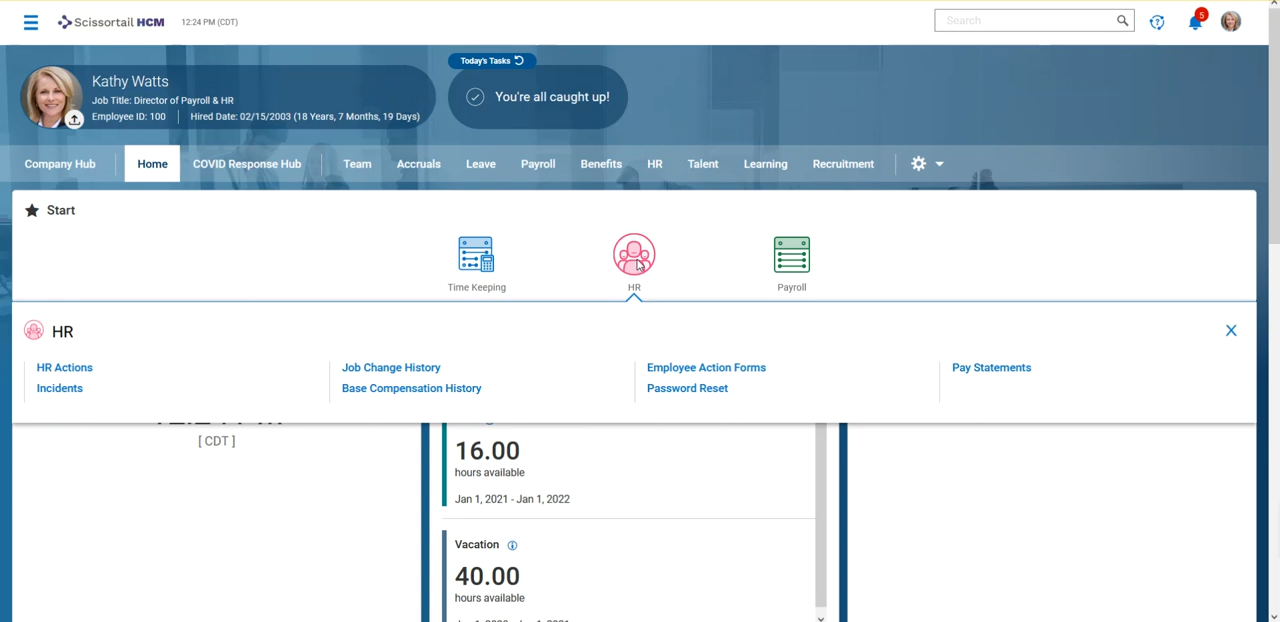 Scissortail HCM
12:24 PM (CDT)
Search
5
Kathy Watts
Job Title: Director of Payroll & HR
Employee ID: 100
Hired Date: 02/15/2003 (18 Years, 7 Months, 19 Days)
Today's Tasks
You're all caught up!
Company Hub
Home
COVID Response Hub
Team
Accruals
Leave
Payroll
Benefits
HR
Talent
Learning
Recruitment
Start
Time Keeping
HR
Payroll
HR
HR Actions
Job Change History
Employee Action Forms
Pay Statements
Incidents
Base Compensation History
Password Reset
[ CDT ]
16.00
hours available
Jan 1, 2021 - Jan 1, 2022
Vacation
40.00
hours available